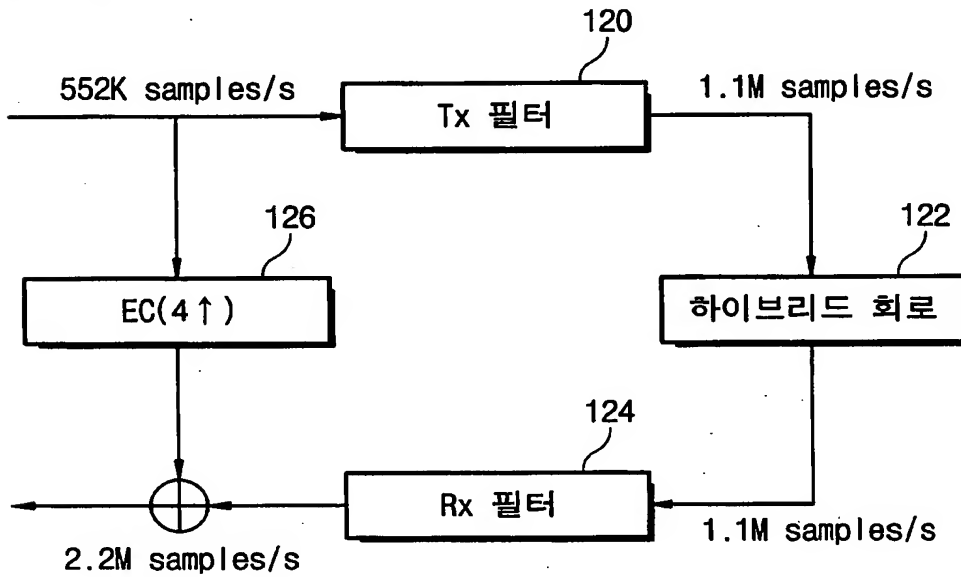 120
552K samples/s
Tx 필터
1.1M samples/s
126
122
EC(4↑)
하이브리드 회로
124
Rx 필터
2.2M samples/s
1.1M samples/s